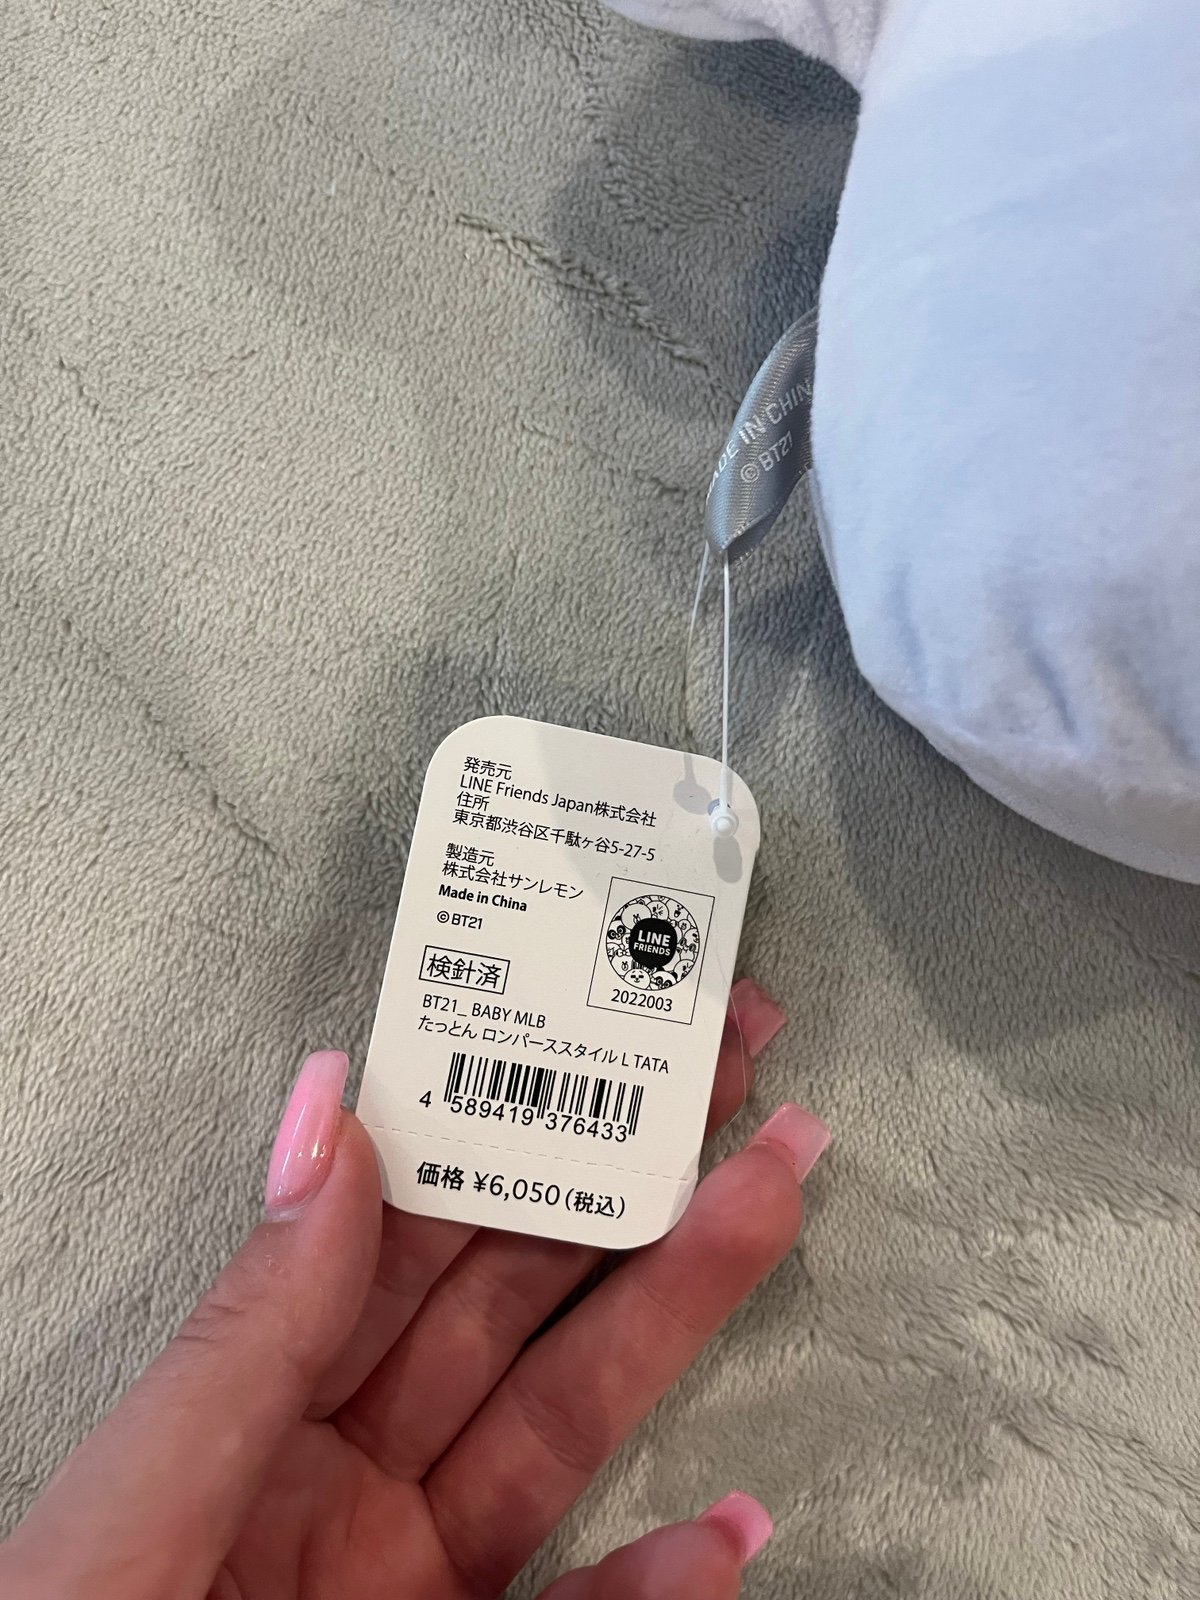 MADE IN CHIN
©BT21
発売元
LINE Friends Japan株式会社
住所
東京都渋谷区千駄ヶ谷5-27-5
製造元
株式会社サンレモン
Made in China
©BT21
LINE
FRIENDS
2022003
検針済
BT21_ BABY MLB
たっとん ロンパーススタイル L TATA
4 589419 376433
価格 ¥6,050(税込)